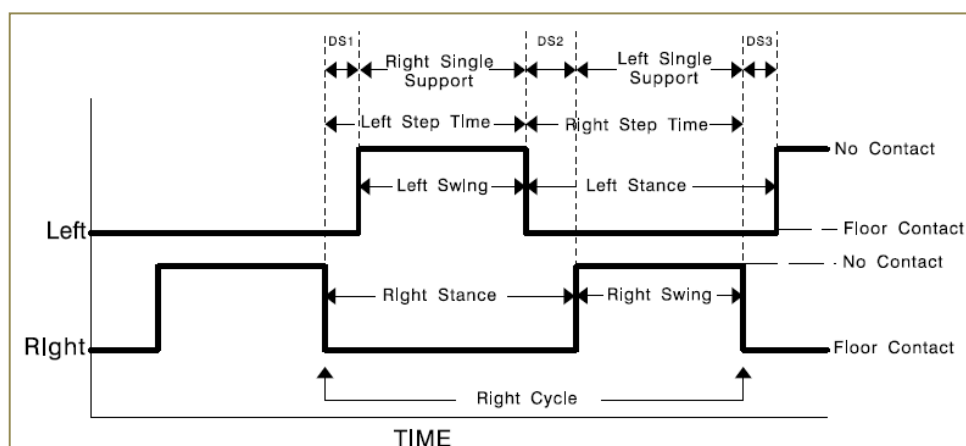 DS1
DS2
DS3
Right Single
Support
Left Single
Support
Left Step Time
Right Step Time
No Contact
Left Swing
Left Stance
Left
Floor Contact
No Contact
Right Stance
Right Swing
Right
Floor Contact
Right Cycle
TIME